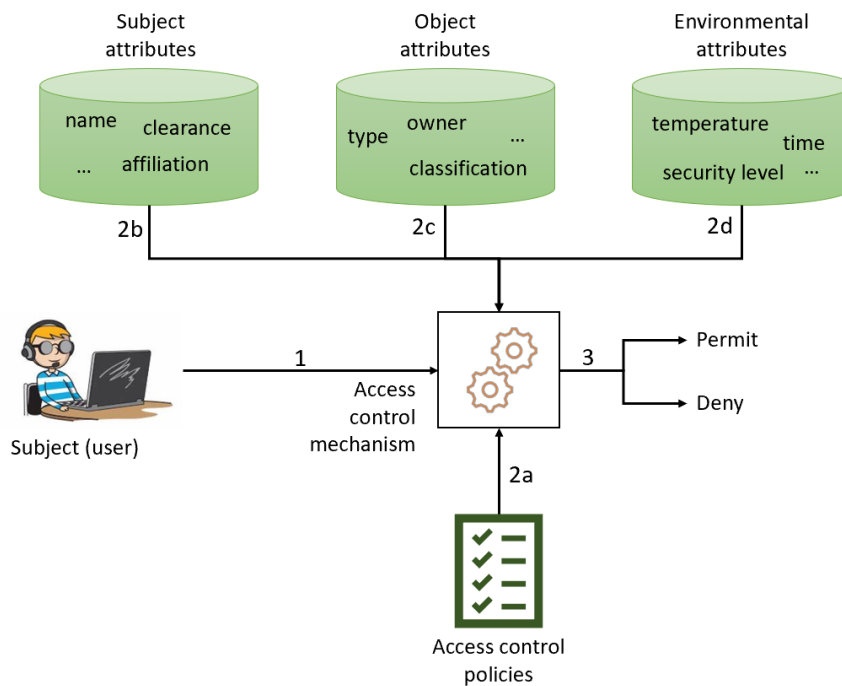 Subject
attributes
Object
attributes
Environmental
attributes
name
clearance
...
affiliation
type
owner
...
classification
temperature
time
security level
...
2b
2c
2d
1
3
Permit
Deny
Access
control
mechanism
Subject (user)
2a
Access control
policies